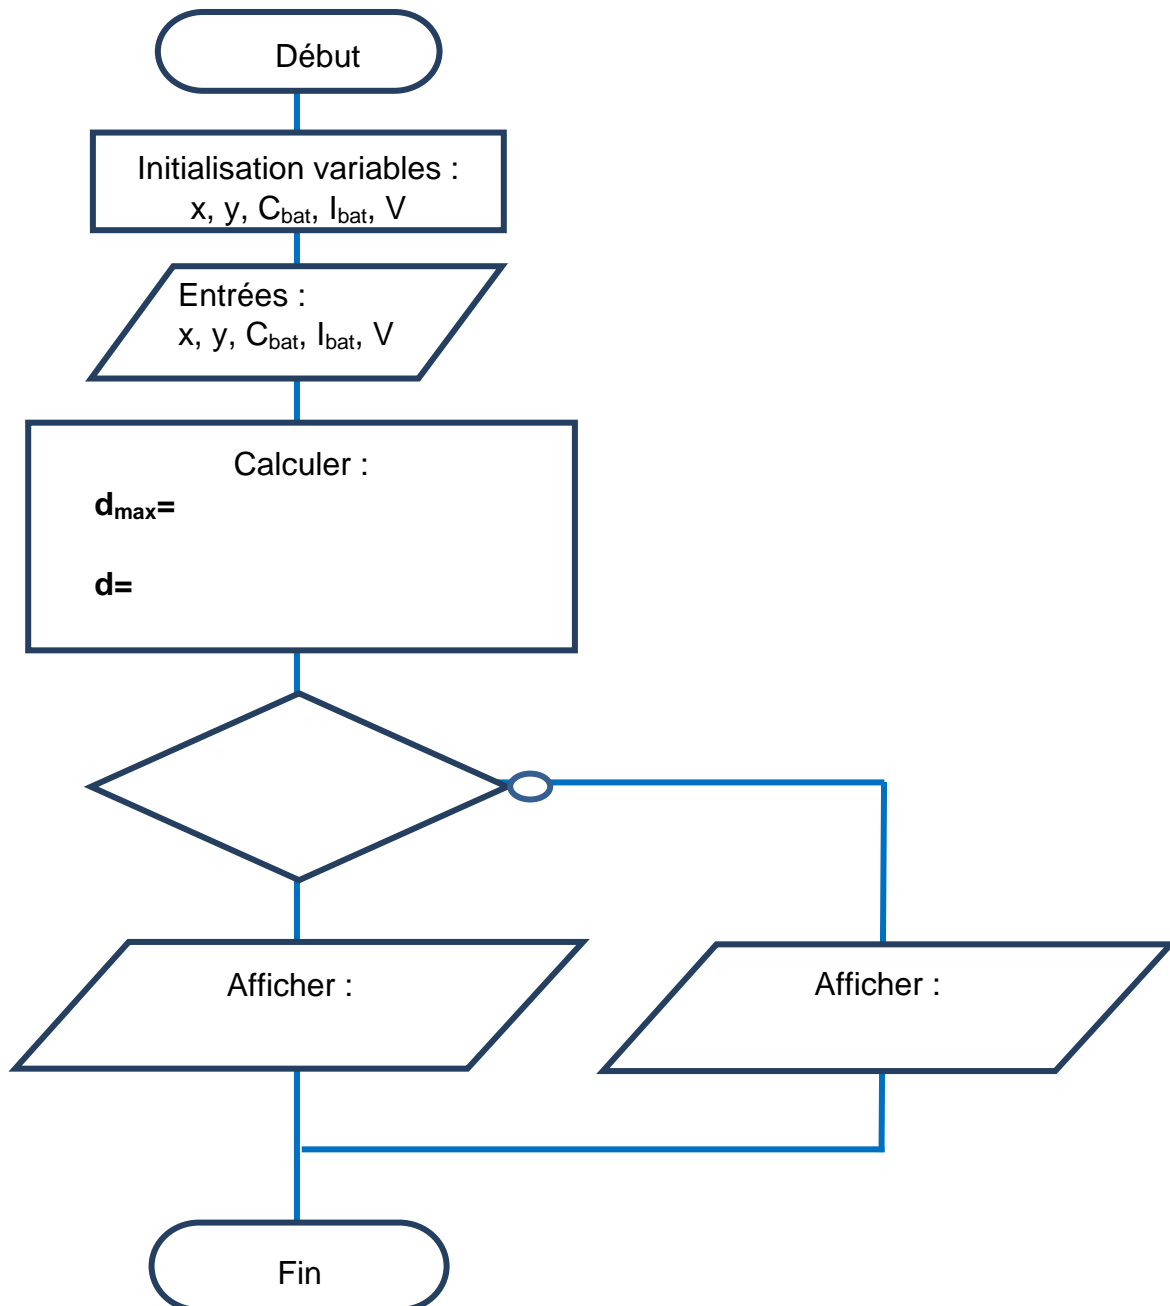 Début
Initialisation variables :
x, y, Cbat, Ibat, V
Entrées :
x, y, Cbat, Ibat, V
Calculer :
dmax=
d=
Afficher :
Afficher :
Fin